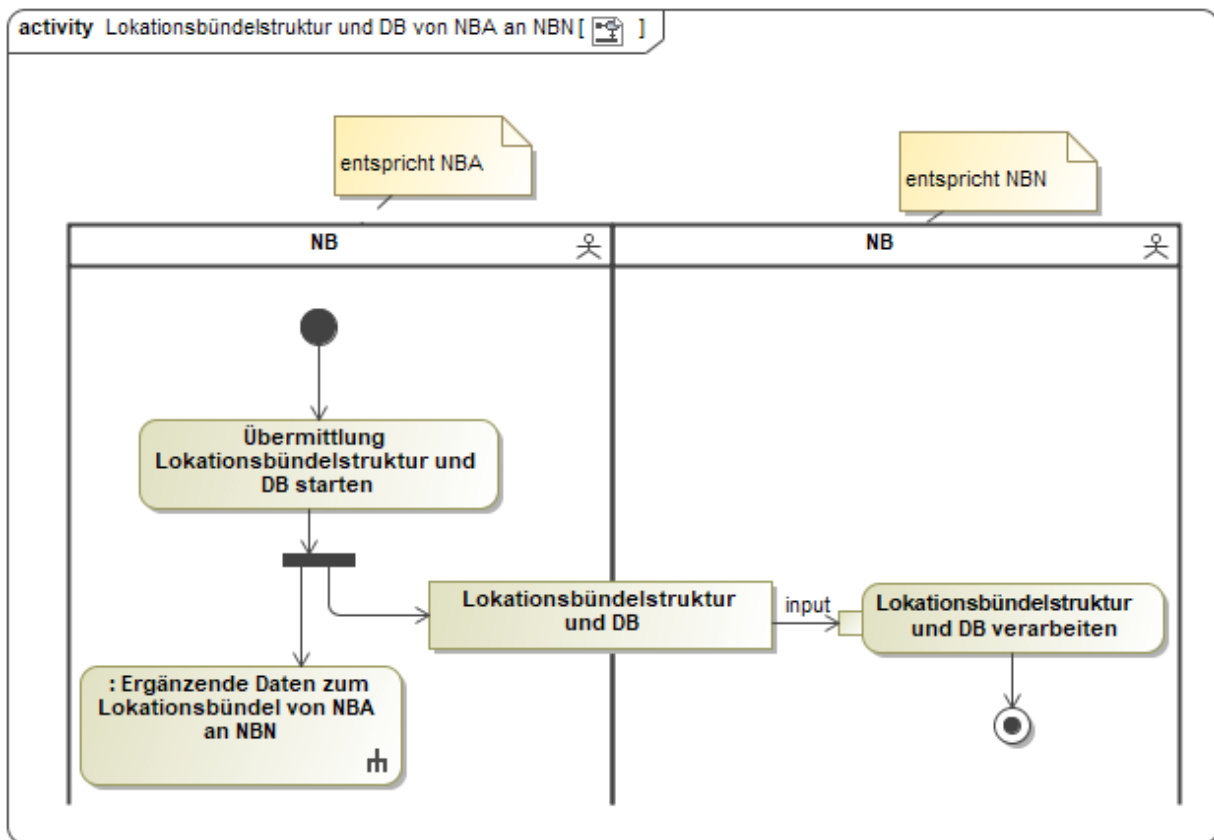 activity Lokationsbündelstruktur und DB von NBA an NBN [ ]
entspricht NBA
entspricht NBN
NB
NB
Übermittlung
Lokationsbündelstruktur und
DB starten
Lokationsbündelstruktur
und DB
input
Lokationsbündelstruktur
und DB verarbeiten
: Ergänzende Daten zum
Lokationsbündel von NBA
an NBN